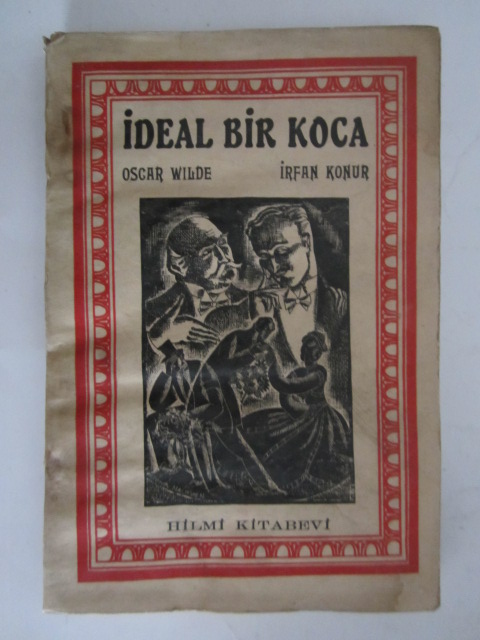 İDEAL BİR KOCA
OSCAR WILDE İRFAN KONUR
HİLMİ KİTABEVİ